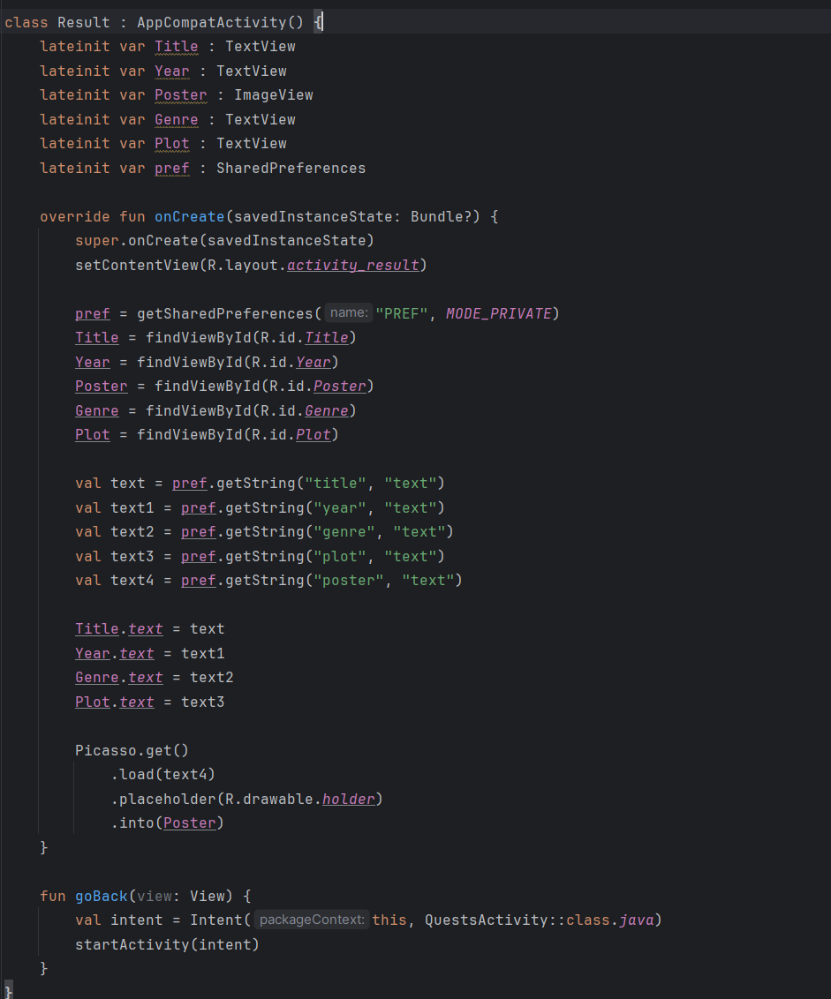 class Result : AppCompatActivity() {
    lateinit var Title : TextView
    lateinit var Year : TextView
    lateinit var Poster : ImageView
    lateinit var Genre : TextView
    lateinit var Plot : TextView
    lateinit var pref : SharedPreferences

    override fun onCreate(savedInstanceState: Bundle?) {
        super.onCreate(savedInstanceState)
        setContentView(R.layout.activity_result)

        pref = getSharedPreferences( name: "PREF", MODE_PRIVATE)
        Title = findViewById(R.id.Title)
        Year = findViewById(R.id.Year)
        Poster = findViewById(R.id.Poster)
        Genre = findViewById(R.id.Genre)
        Plot = findViewById(R.id.Plot)

        val text = pref.getString("title", "text")
        val text1 = pref.getString("year", "text")
        val text2 = pref.getString("genre", "text")
        val text3 = pref.getString("plot", "text")
        val text4 = pref.getString("poster", "text")

        Title.text = text
        Year.text = text1
        Genre.text = text2
        Plot.text = text3

        Picasso.get()
            .load(text4)
            .placeholder(R.drawable.holder)
            .into(Poster)
    }

    fun goBack(view: View) {
        val intent = Intent( packageContext: this, QuestsActivity::class.java)
        startActivity(intent)
    }
}